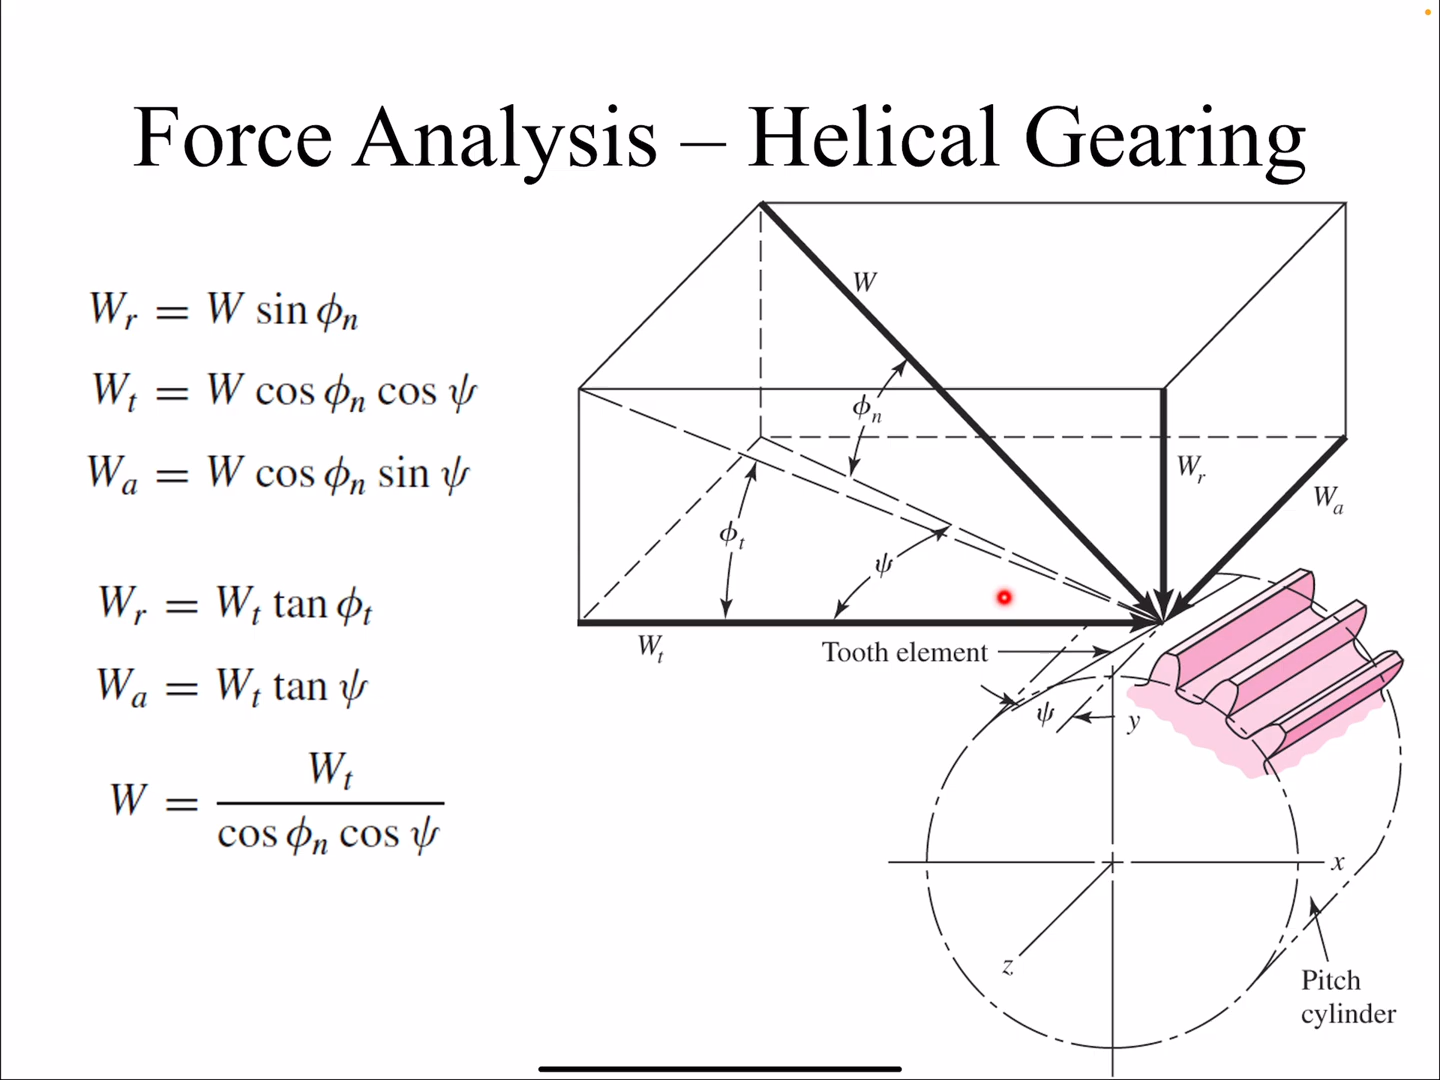 Force Analysis – Helical Gearing
W_r = W sin ϕ_n
W_t = W cos ϕ_n cos ψ
W_a = W cos ϕ_n sin ψ
W_r = W_t tan ϕ_t
W_a = W_t tan ψ
W = W_t / (cos ϕ_n cos ψ)
W
ϕ_n
W_r
W_a
ϕ_t
ψ
W_t
Tooth element
ψ
y
x
z
Pitch
cylinder